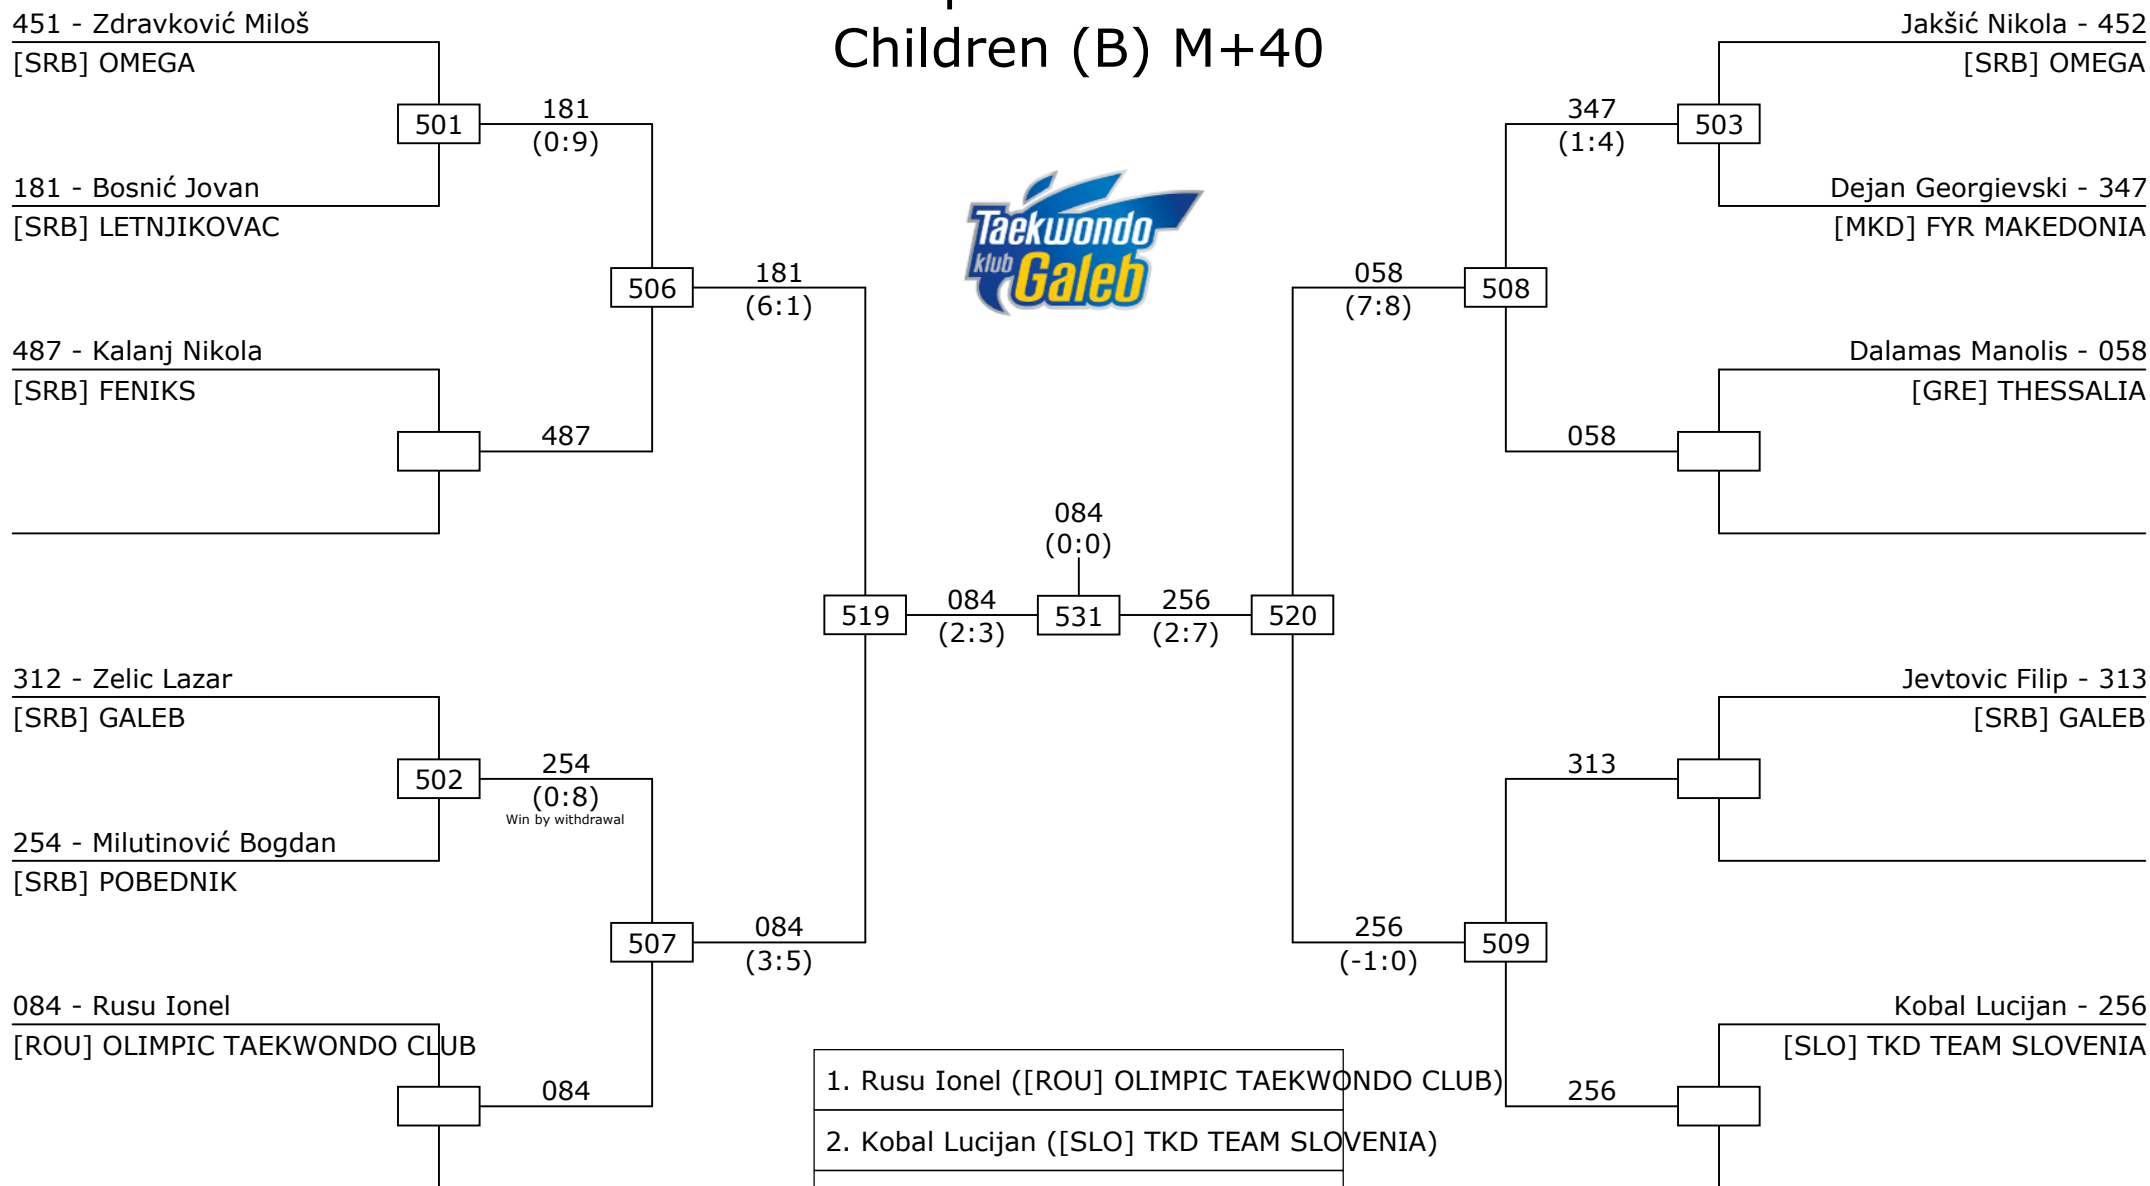 Children (B) M+40
451 - Zdravković Miloš
[SRB] OMEGA
501
181
(0:9)
181 - Bosnić Jovan
[SRB] LETNJIKOVAC
506
181
(6:1)
487 - Kalanj Nikola
[SRB] FENIKS
487
312 - Zelic Lazar
[SRB] GALEB
502
254
(0:8)
Win by withdrawal
254 - Milutinović Bogdan
[SRB] POBEDNIK
507
084
(3:5)
084 - Rusu Ionel
[ROU] OLIMPIC TAEKWONDO CLUB
084
Taekwondo
klub Galeb
519
084
(2:3)
084
(0:0)
531
256
(2:7)
520
Jakšić Nikola - 452
[SRB] OMEGA
347
(1:4)
503
Dejan Georgievski - 347
[MKD] FYR MAKEDONIA
058
(7:8)
508
Dalamas Manolis - 058
[GRE] THESSALIA
058
Jevtovic Filip - 313
[SRB] GALEB
313
256
(-1:0)
509
Kobal Lucijan - 256
[SLO] TKD TEAM SLOVENIA
256
1. Rusu Ionel ([ROU] OLIMPIC TAEKWONDO CLUB)
2. Kobal Lucijan ([SLO] TKD TEAM SLOVENIA)